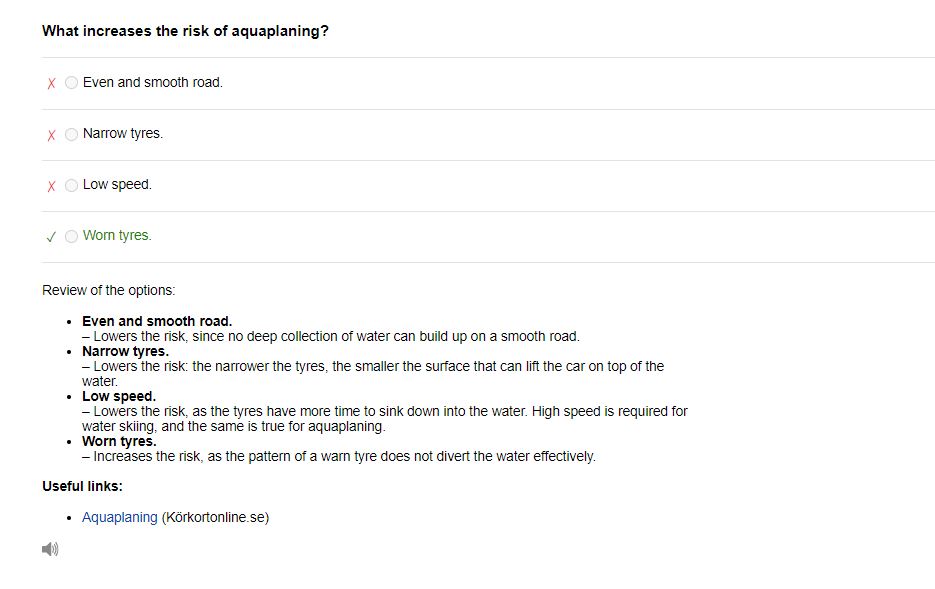 What increases the risk of aquaplaning?
Even and smooth road.
Narrow tyres.
Low speed.
Worn tyres.
Review of the options:
Even and smooth road.
– Lowers the risk, since no deep collection of water can build up on a smooth road.
Narrow tyres.
– Lowers the risk: the narrower the tyres, the smaller the surface that can lift the car on top of the
water.
Low speed.
– Lowers the risk, as the tyres have more time to sink down into the water. High speed is required for
water skiing, and the same is true for aquaplaning.
Worn tyres.
– Increases the risk, as the pattern of a warn tyre does not divert the water effectively.
Useful links:
Aquaplaning (Körkortonline.se)